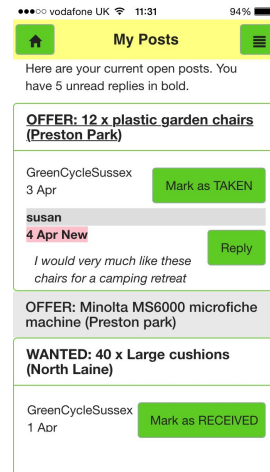 vodafone UK 11:31 94%
My Posts
Here are your current open posts. You
have 5 unread replies in bold.
OFFER: 12 x plastic garden chairs
(Preston Park)
GreenCycleSussex
3 Apr
Mark as TAKEN
susan
4 Apr New
Reply
I would very much like these
chairs for a camping retreat
OFFER: Minolta MS6000 microfiche
machine (Preston park)
WANTED: 40 x Large cushions
(North Laine)
GreenCycleSussex
1 Apr
Mark as RECEIVED